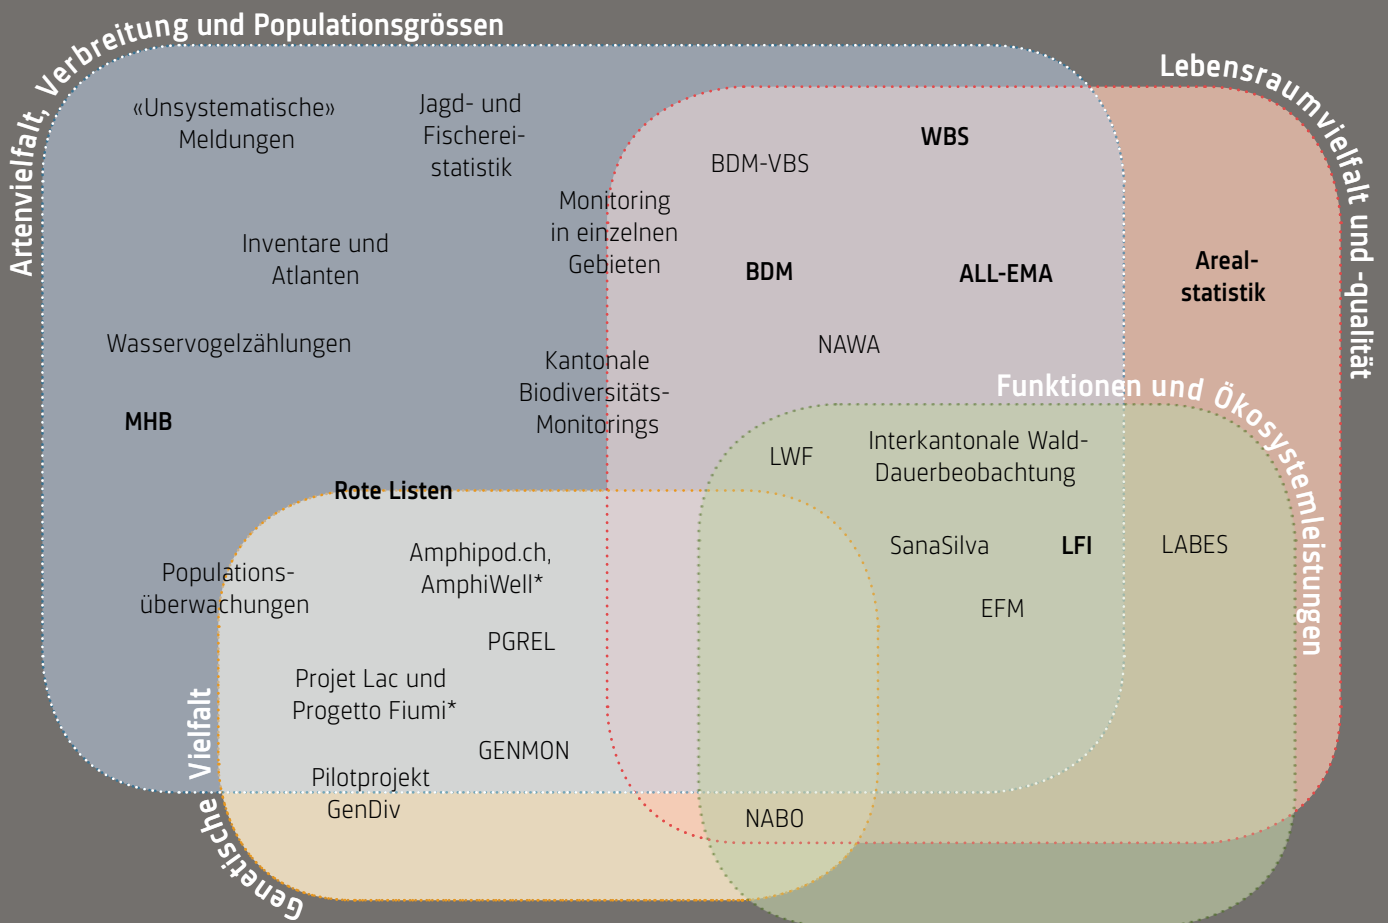 Artenvielfalt, Verbreitung und Populationsgrössen
Lebensraumvielfalt und -qualität
«Unsystematische»
Meldungen
Jagd- und
Fischerei-
statistik
WBS
BDM-VBS
Monitoring
in einzelnen
Gebieten
Inventare und
Atlanten
BDM
ALL-EMA
Areal-
statistik
Wasservogelzählungen
NAWA
Kantonale
Biodiversitäts-
Monitorings
Funktionen und Ökosystemleistungen
MHB
LWF
Interkantonale Wald-
Dauerbeobachtung
Rote Listen
Amphipod.ch,
AmphiWell*
SanaSilva
LFI
LABES
Populations-
überwachungen
EFM
PGREL
Projet Lac und
Progetto Fiumi*
GENMON
Pilotprojekt
GenDiv
NABO
Genetische Vielfalt